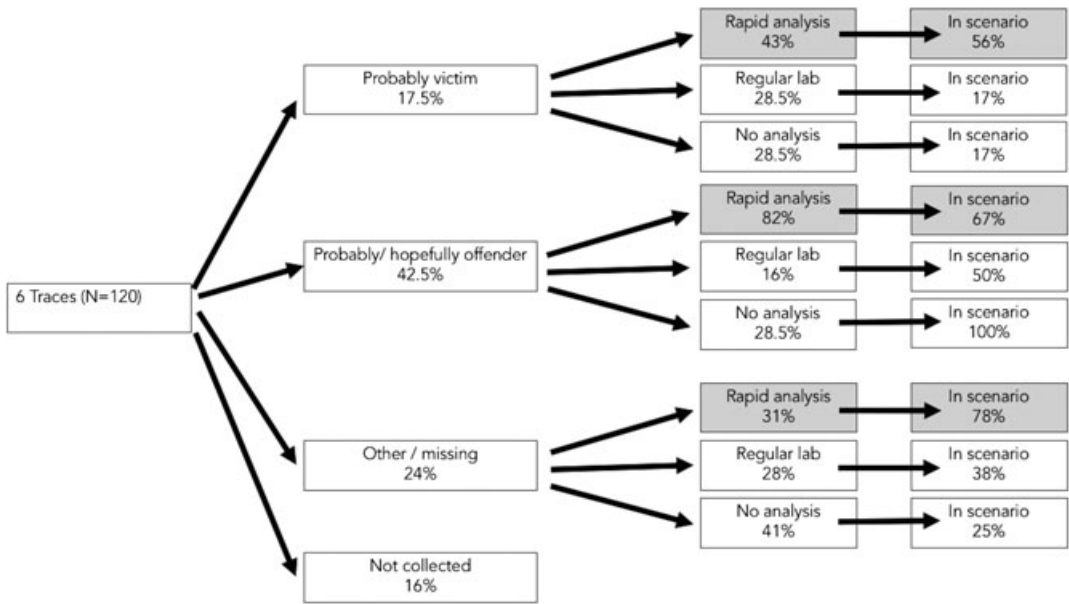 6 Traces (N=120)
Probably victim
17.5%
Rapid analysis
43%
In scenario
56%
Regular lab
28.5%
In scenario
17%
No analysis
28.5%
In scenario
17%
Probably/ hopefully offender
42.5%
Rapid analysis
82%
In scenario
67%
Regular lab
16%
In scenario
50%
No analysis
28.5%
In scenario
100%
Other / missing
24%
Rapid analysis
31%
In scenario
78%
Regular lab
28%
In scenario
38%
No analysis
41%
In scenario
25%
Not collected
16%